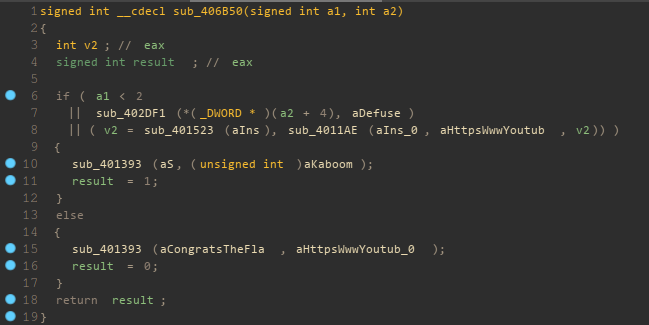 1 signed int __cdecl sub_406B50(signed int a1, int a2)
2 {
3 int v2 ; // eax
4 signed int result ; // eax
5
6 if ( a1 < 2
7 || sub_402DF1 (*( _DWORD * )(a2 + 4), aDefuse )
8 || ( v2 = sub_401523 (aIns ), sub_4011AE (aIns_0 , aHttpsWwwYoutub , v2)) )
9 {
10 sub_401393 (aS, ( unsigned int )aKaboom );
11 result = 1;
12 }
13 else
14 {
15 sub_401393 (aCongratsTheFla , aHttpsWwwYoutub_0 );
16 result = 0;
17 }
18 return result ;
19 }